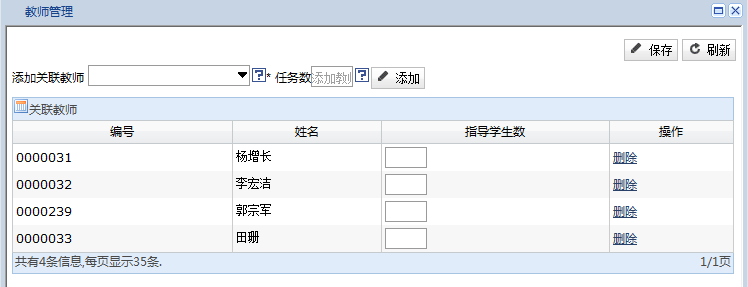 教师管理
保存 刷新
添加关联教师 ?* 任务数 添加教 ? 添加
关联教师
编号 姓名 指导学生数 操作
0000031 杨增长 删除
0000032 李宏洁 删除
0000239 郭宗军 删除
0000033 田珊 删除
共有4条信息,每页显示35条. 1/1页